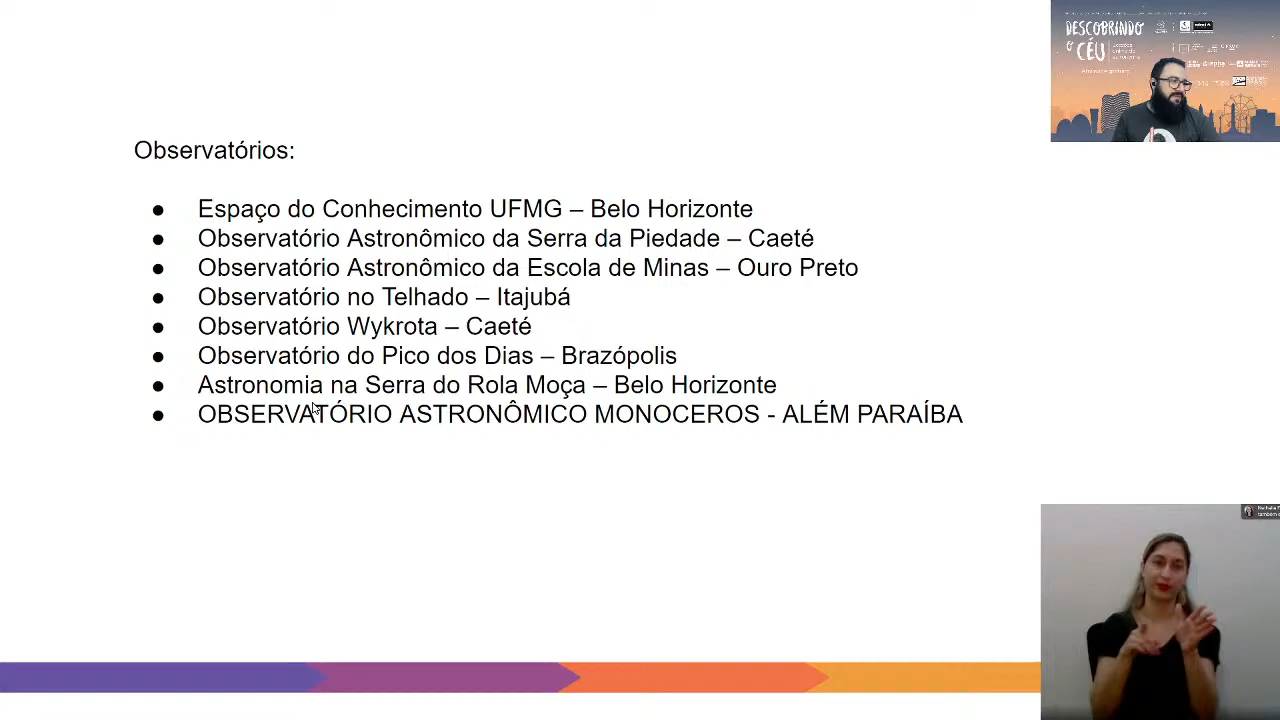 DESCOBRINDO
O CÉU
Observatórios:
● Espaço do Conhecimento UFMG – Belo Horizonte
● Observatório Astronômico da Serra da Piedade – Caeté
● Observatório Astronômico da Escola de Minas – Ouro Preto
● Observatório no Telhado – Itajubá
● Observatório Wykrota – Caeté
● Observatório do Pico dos Dias – Brazópolis
● Astronomia na Serra do Rola Moça – Belo Horizonte
● OBSERVATÓRIO ASTRONÔMICO MONOCEROS - ALÉM PARAÍBA